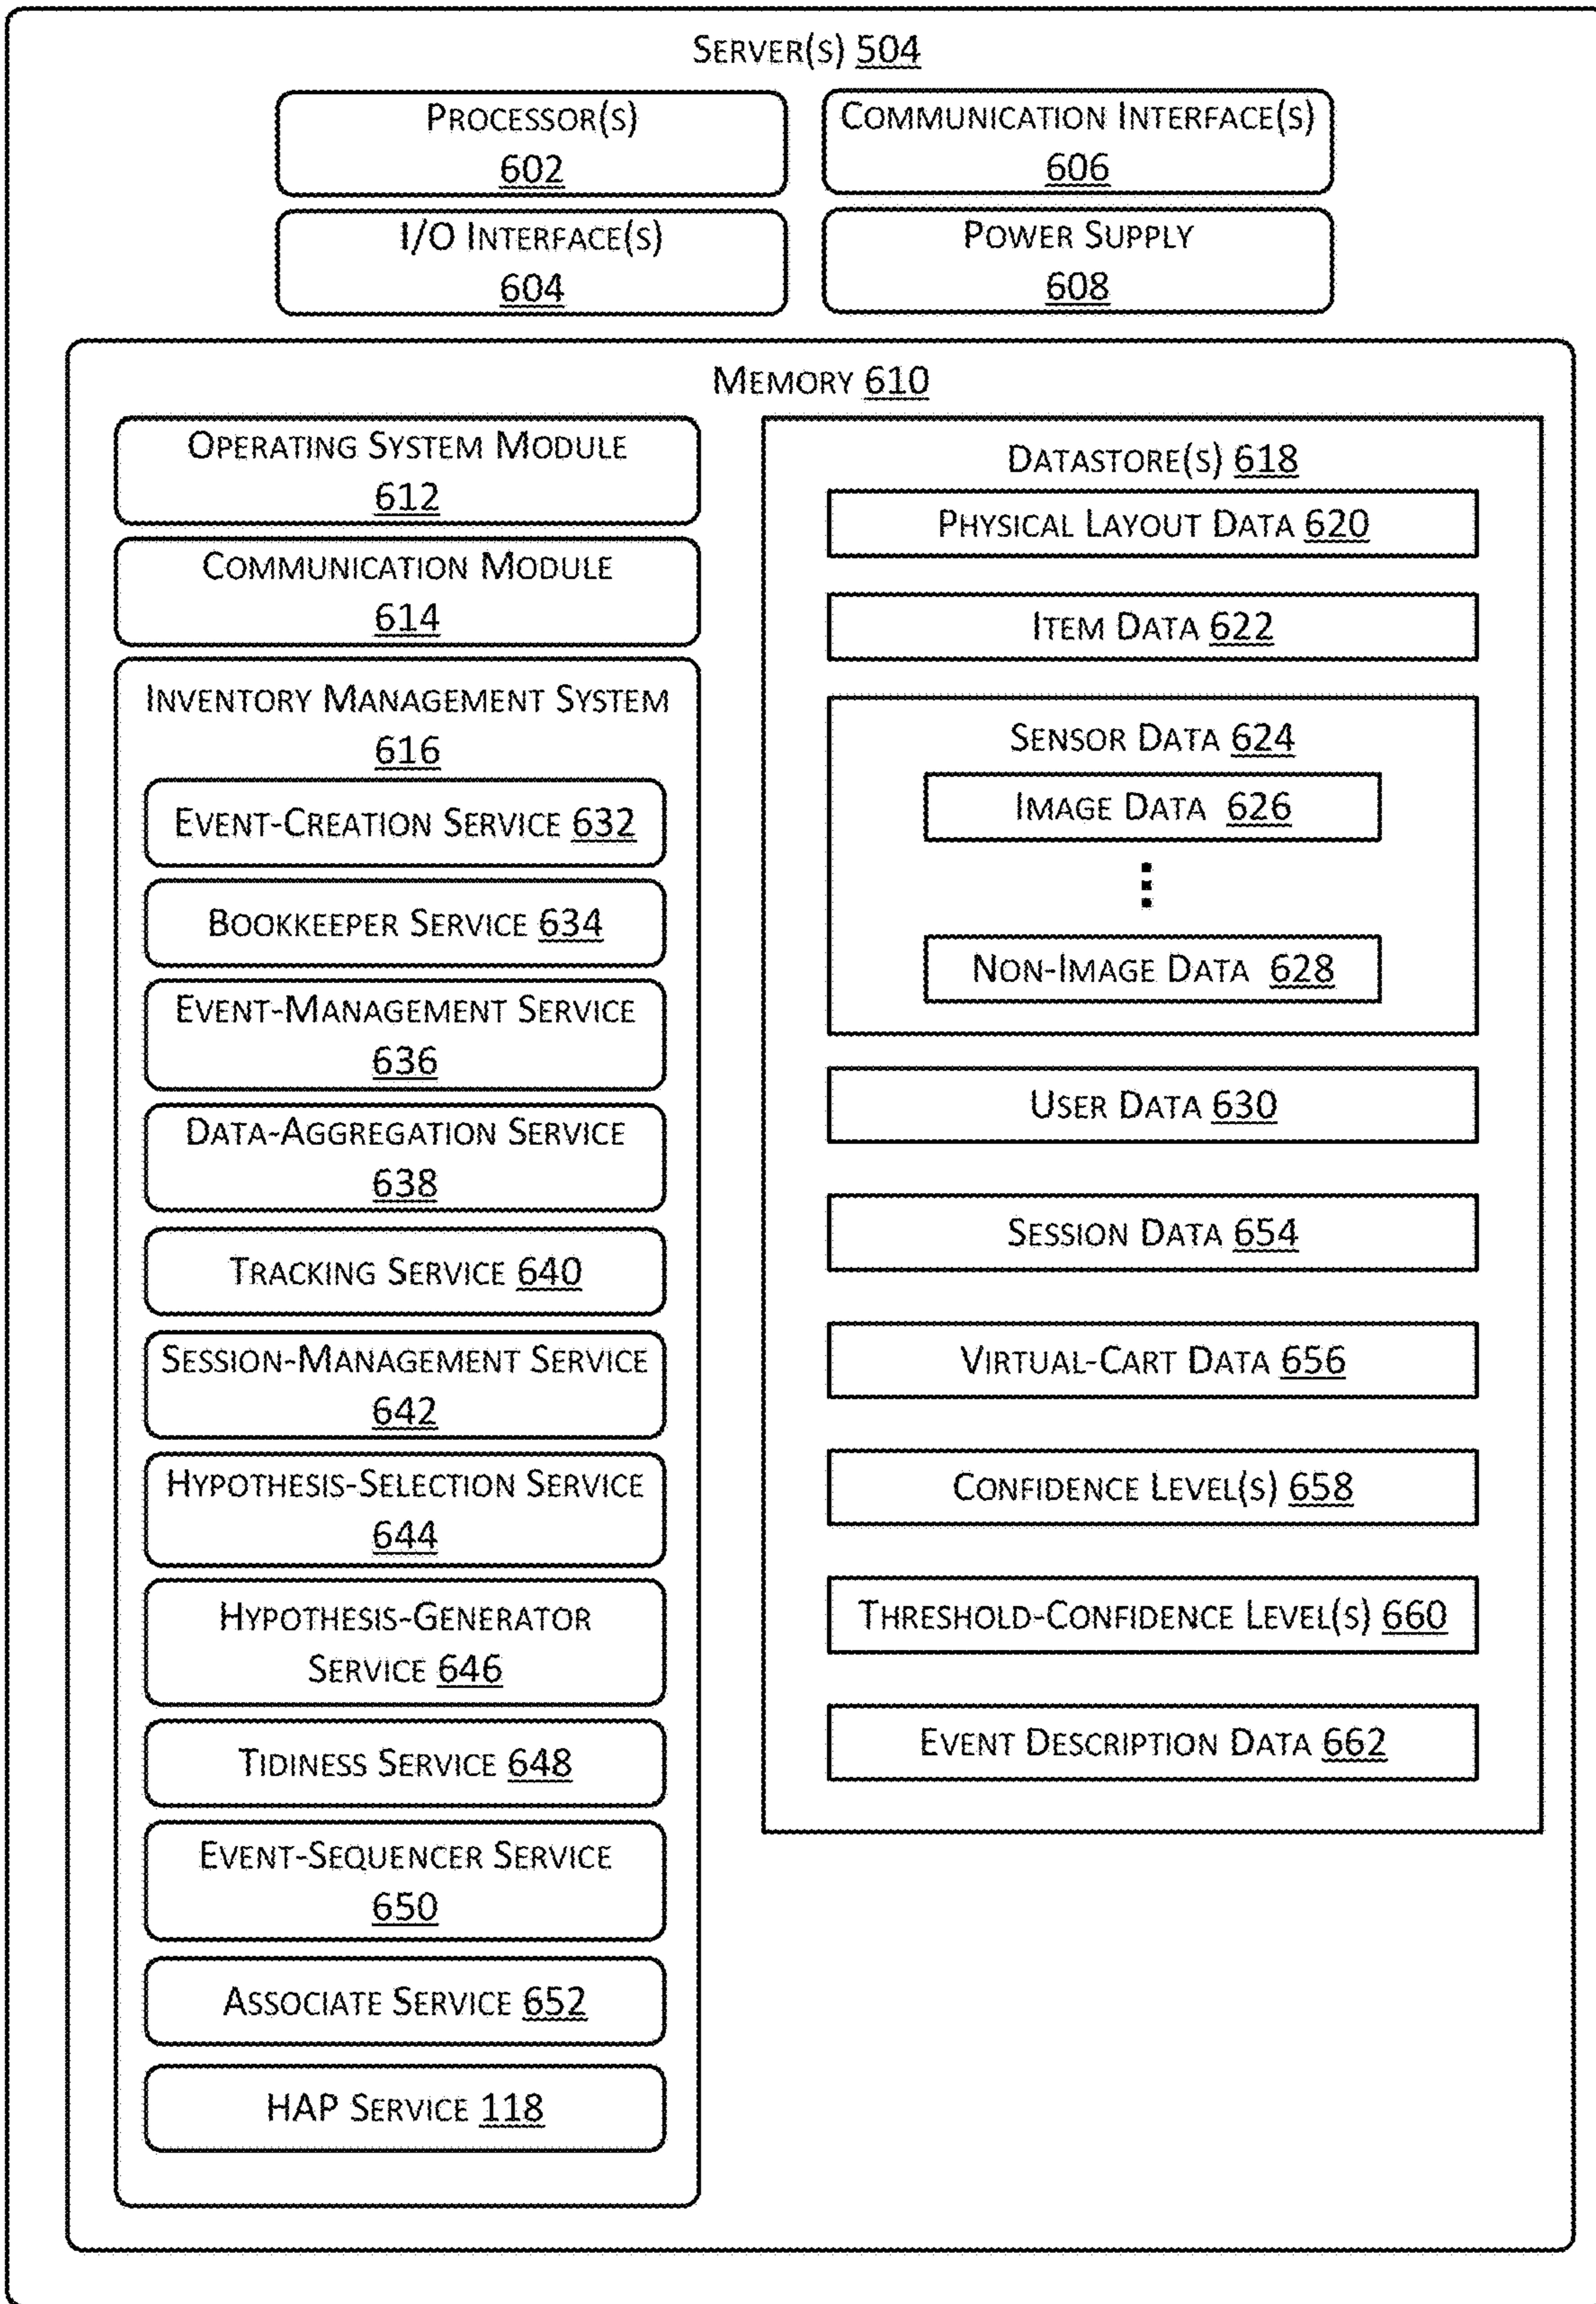 SERVER(S) 504
PROCESSOR(S)
602
COMMUNICATION INTERFACE(S)
606
I/O INTERFACE(S)
604
POWER SUPPLY
608
MEMORY 610
OPERATING SYSTEM MODULE
612
COMMUNICATION MODULE
614
INVENTORY MANAGEMENT SYSTEM
616
EVENT-CREATION SERVICE 632
BOOKKEEPER SERVICE 634
EVENT-MANAGEMENT SERVICE
636
DATA-AGGREGATION SERVICE
638
TRACKING SERVICE 640
SESSION-MANAGEMENT SERVICE
642
HYPOTHESIS-SELECTION SERVICE
644
HYPOTHESIS-GENERATOR
SERVICE 646
TIDINESS SERVICE 648
EVENT-SEQUENCER SERVICE
650
ASSOCIATE SERVICE 652
HAP SERVICE 118
DATASTORE(S) 618
PHYSICAL LAYOUT DATA 620
ITEM DATA 622
SENSOR DATA 624
IMAGE DATA 626
NON-IMAGE DATA 628
USER DATA 630
SESSION DATA 654
VIRTUAL-CART DATA 656
CONFIDENCE LEVEL(S) 658
THRESHOLD-CONFIDENCE LEVEL(S) 660
EVENT DESCRIPTION DATA 662